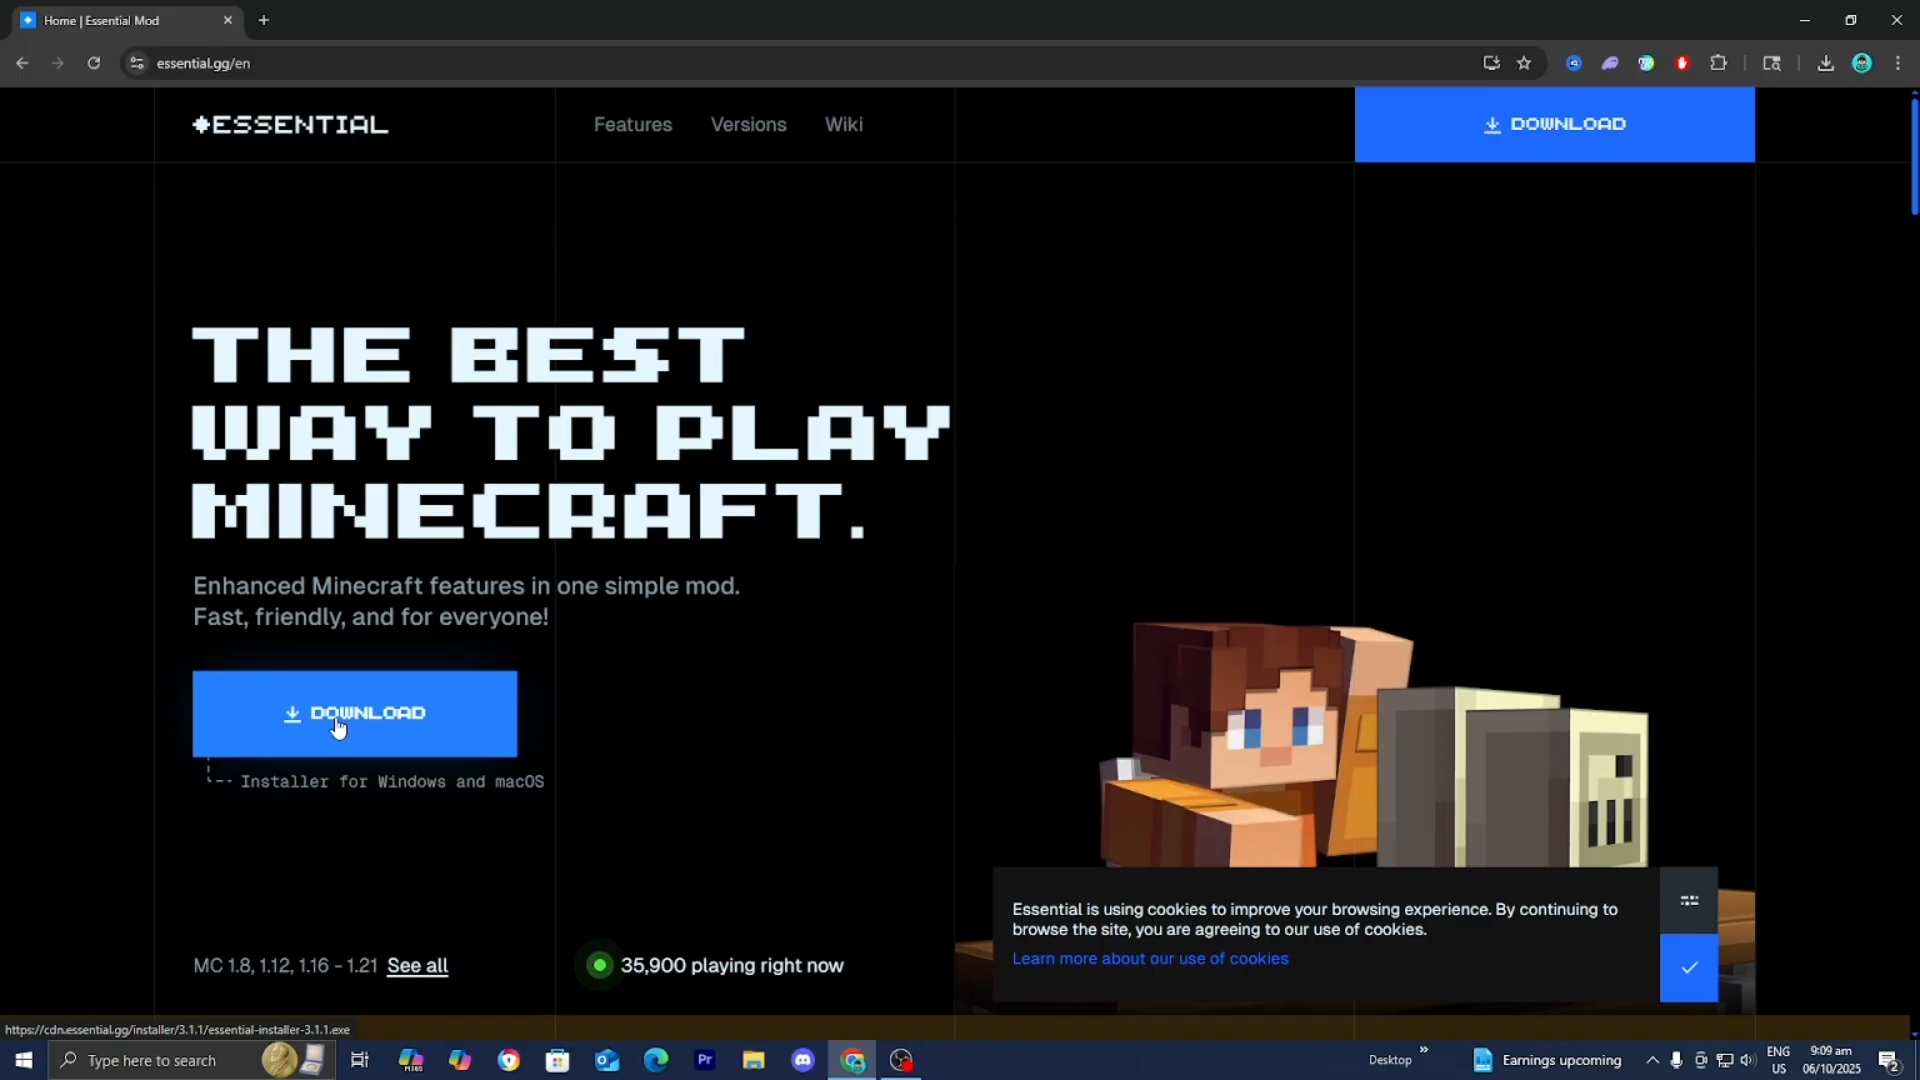 Home | Essential Mod
essential.gg/en
ESSENTIAL
Features
Versions
Wiki
DOWNLOAD
THE BEST
WAY TO PLAY
MINECRAFT.
Enhanced Minecraft features in one simple mod.
Fast, friendly, and for everyone!
DOWNLOAD
Installer for Windows and macOS
MC 1.8, 1.12, 1.16 - 1.21 See all
35,900 playing right now
Essential is using cookies to improve your browsing experience. By continuing to
browse the site, you are agreeing to our use of cookies.
Learn more about our use of cookies
https://cdn.essential.gg/installer/3.1.1/essential-installer-3.1.1.exe
Type here to search
M365
Pr
Desktop
Earnings upcoming
ENG
US
9:09 am
06/10/2025
2